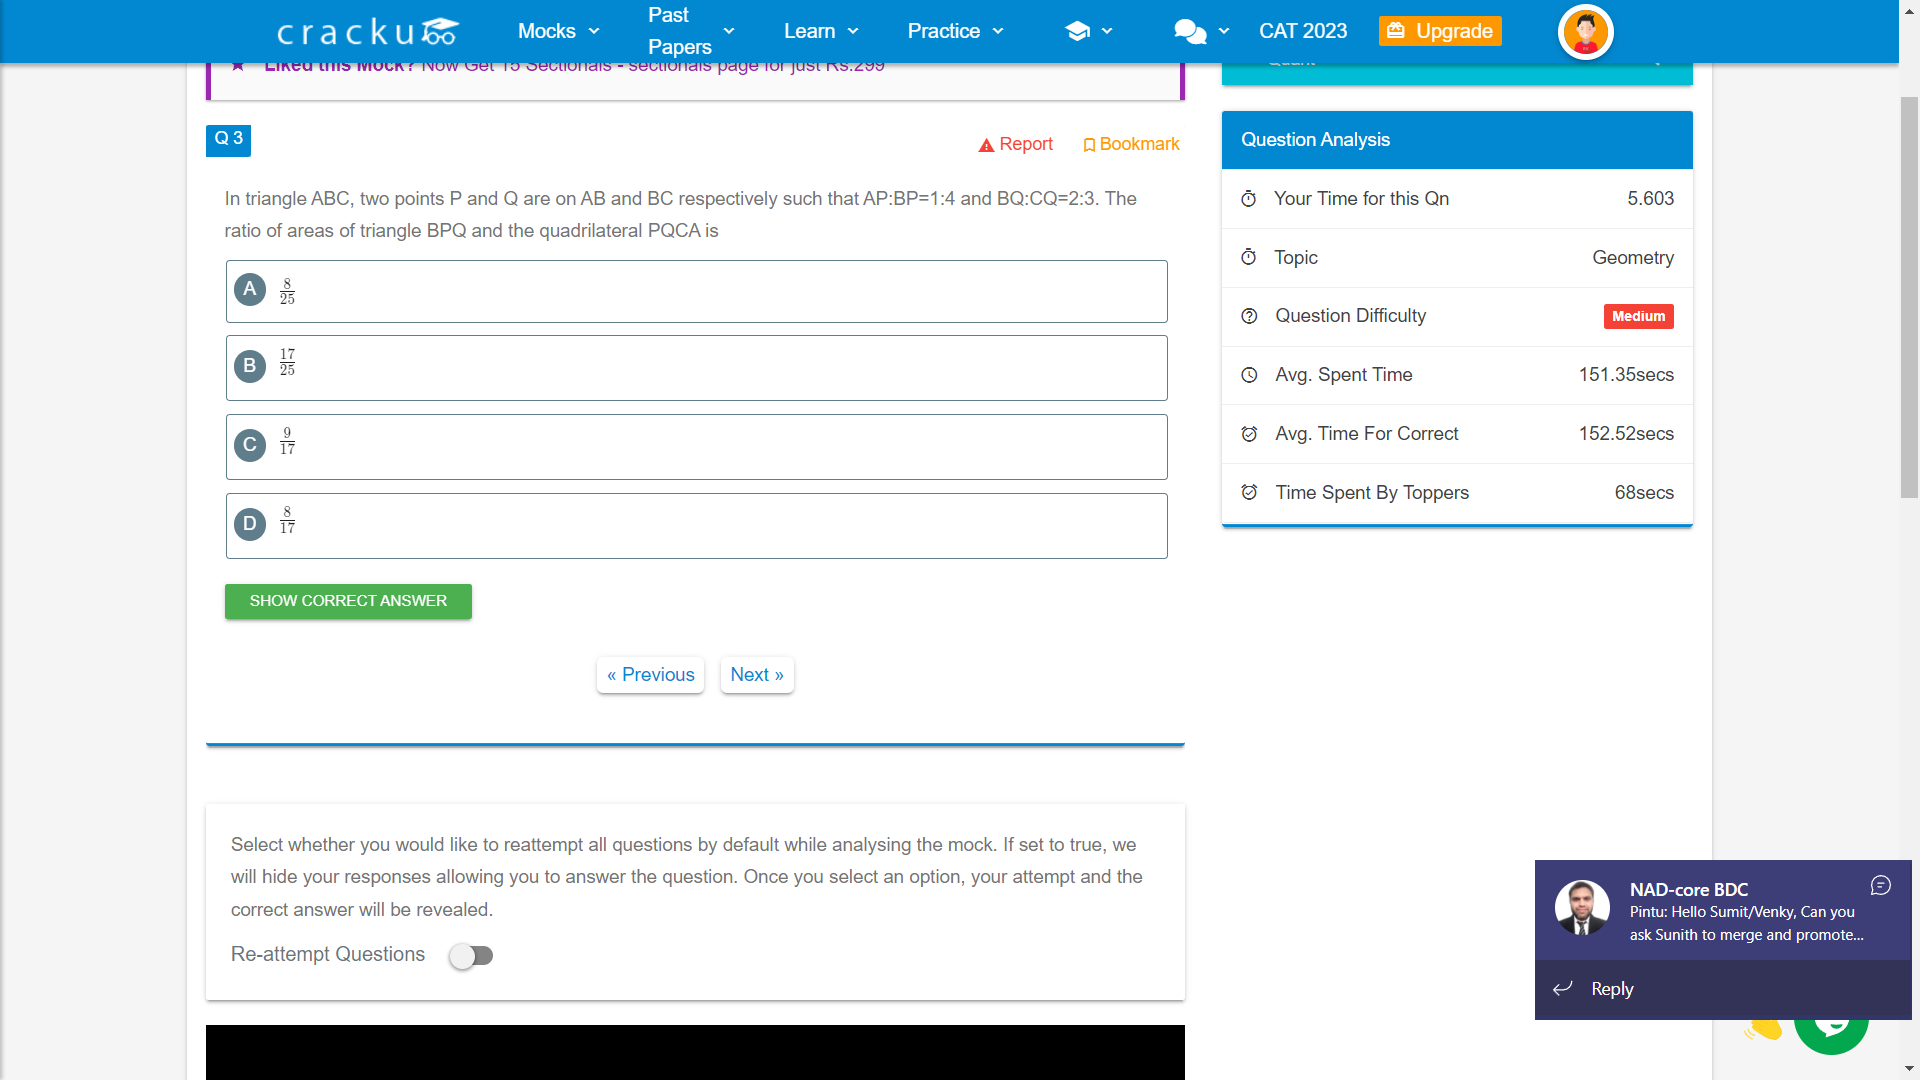 cracku
Mocks
Past Papers
Learn
Practice
CAT 2023
Upgrade
Liked this Mock? Now Get 15 Sectionals - sectionals page for just Rs.299
Quant
Q 3
Report
Bookmark
In triangle ABC, two points P and Q are on AB and BC respectively such that AP:BP=1:4 and BQ:CQ=2:3. The
ratio of areas of triangle BPQ and the quadrilateral PQCA is
A 8/25
B 17/25
C 9/17
D 8/17
SHOW CORRECT ANSWER
« Previous
Next »
Select whether you would like to reattempt all questions by default while analysing the mock. If set to true, we
will hide your responses allowing you to answer the question. Once you select an option, your attempt and the
correct answer will be revealed.
Re-attempt Questions
Question Analysis
Your Time for this Qn 5.603
Topic Geometry
Question Difficulty Medium
Avg. Spent Time 151.35secs
Avg. Time For Correct 152.52secs
Time Spent By Toppers 68secs
NAD-core BDC
Pintu: Hello Sumit/Venky, Can you
ask Sunith to merge and promote...
Reply